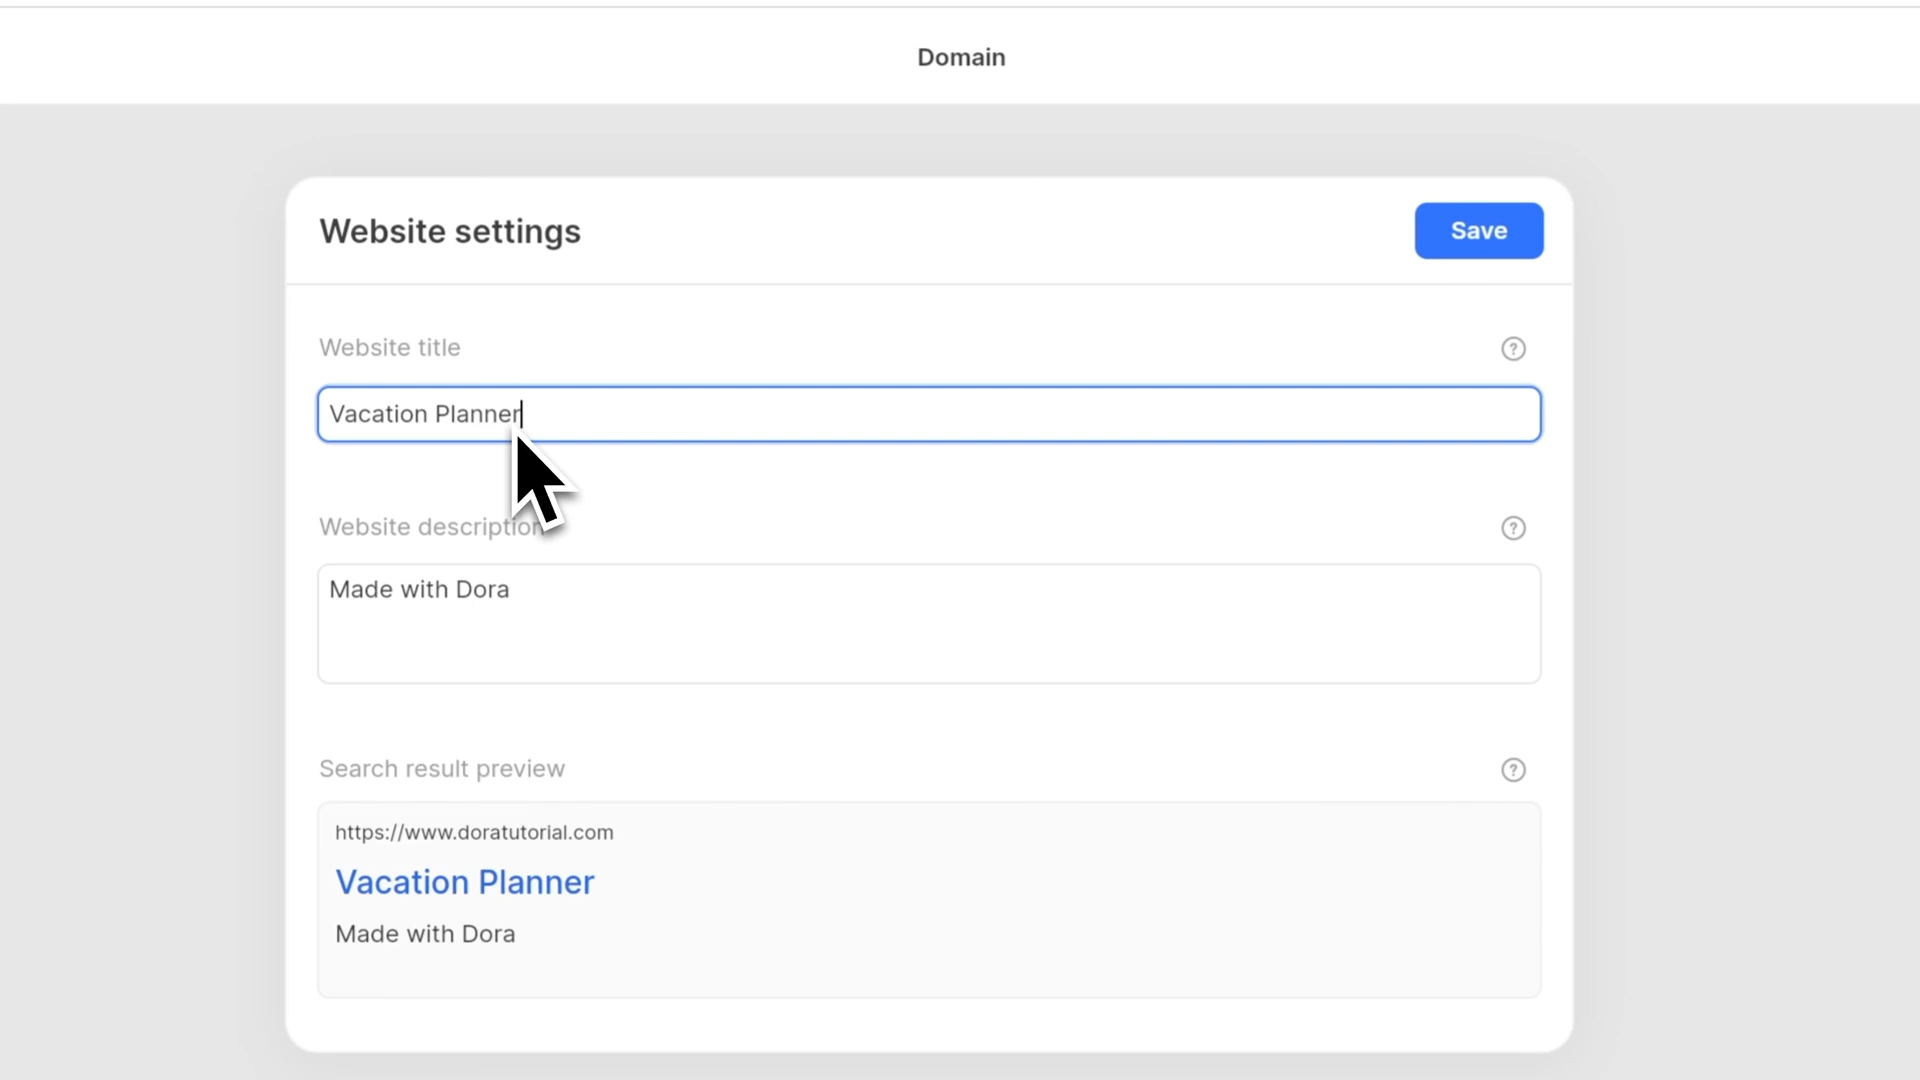 Domain
Website settings
Save
Website title
Vacation Planner
Website description
Made with Dora
Search result preview
https://www.doratutorial.com
Vacation Planner
Made with Dora